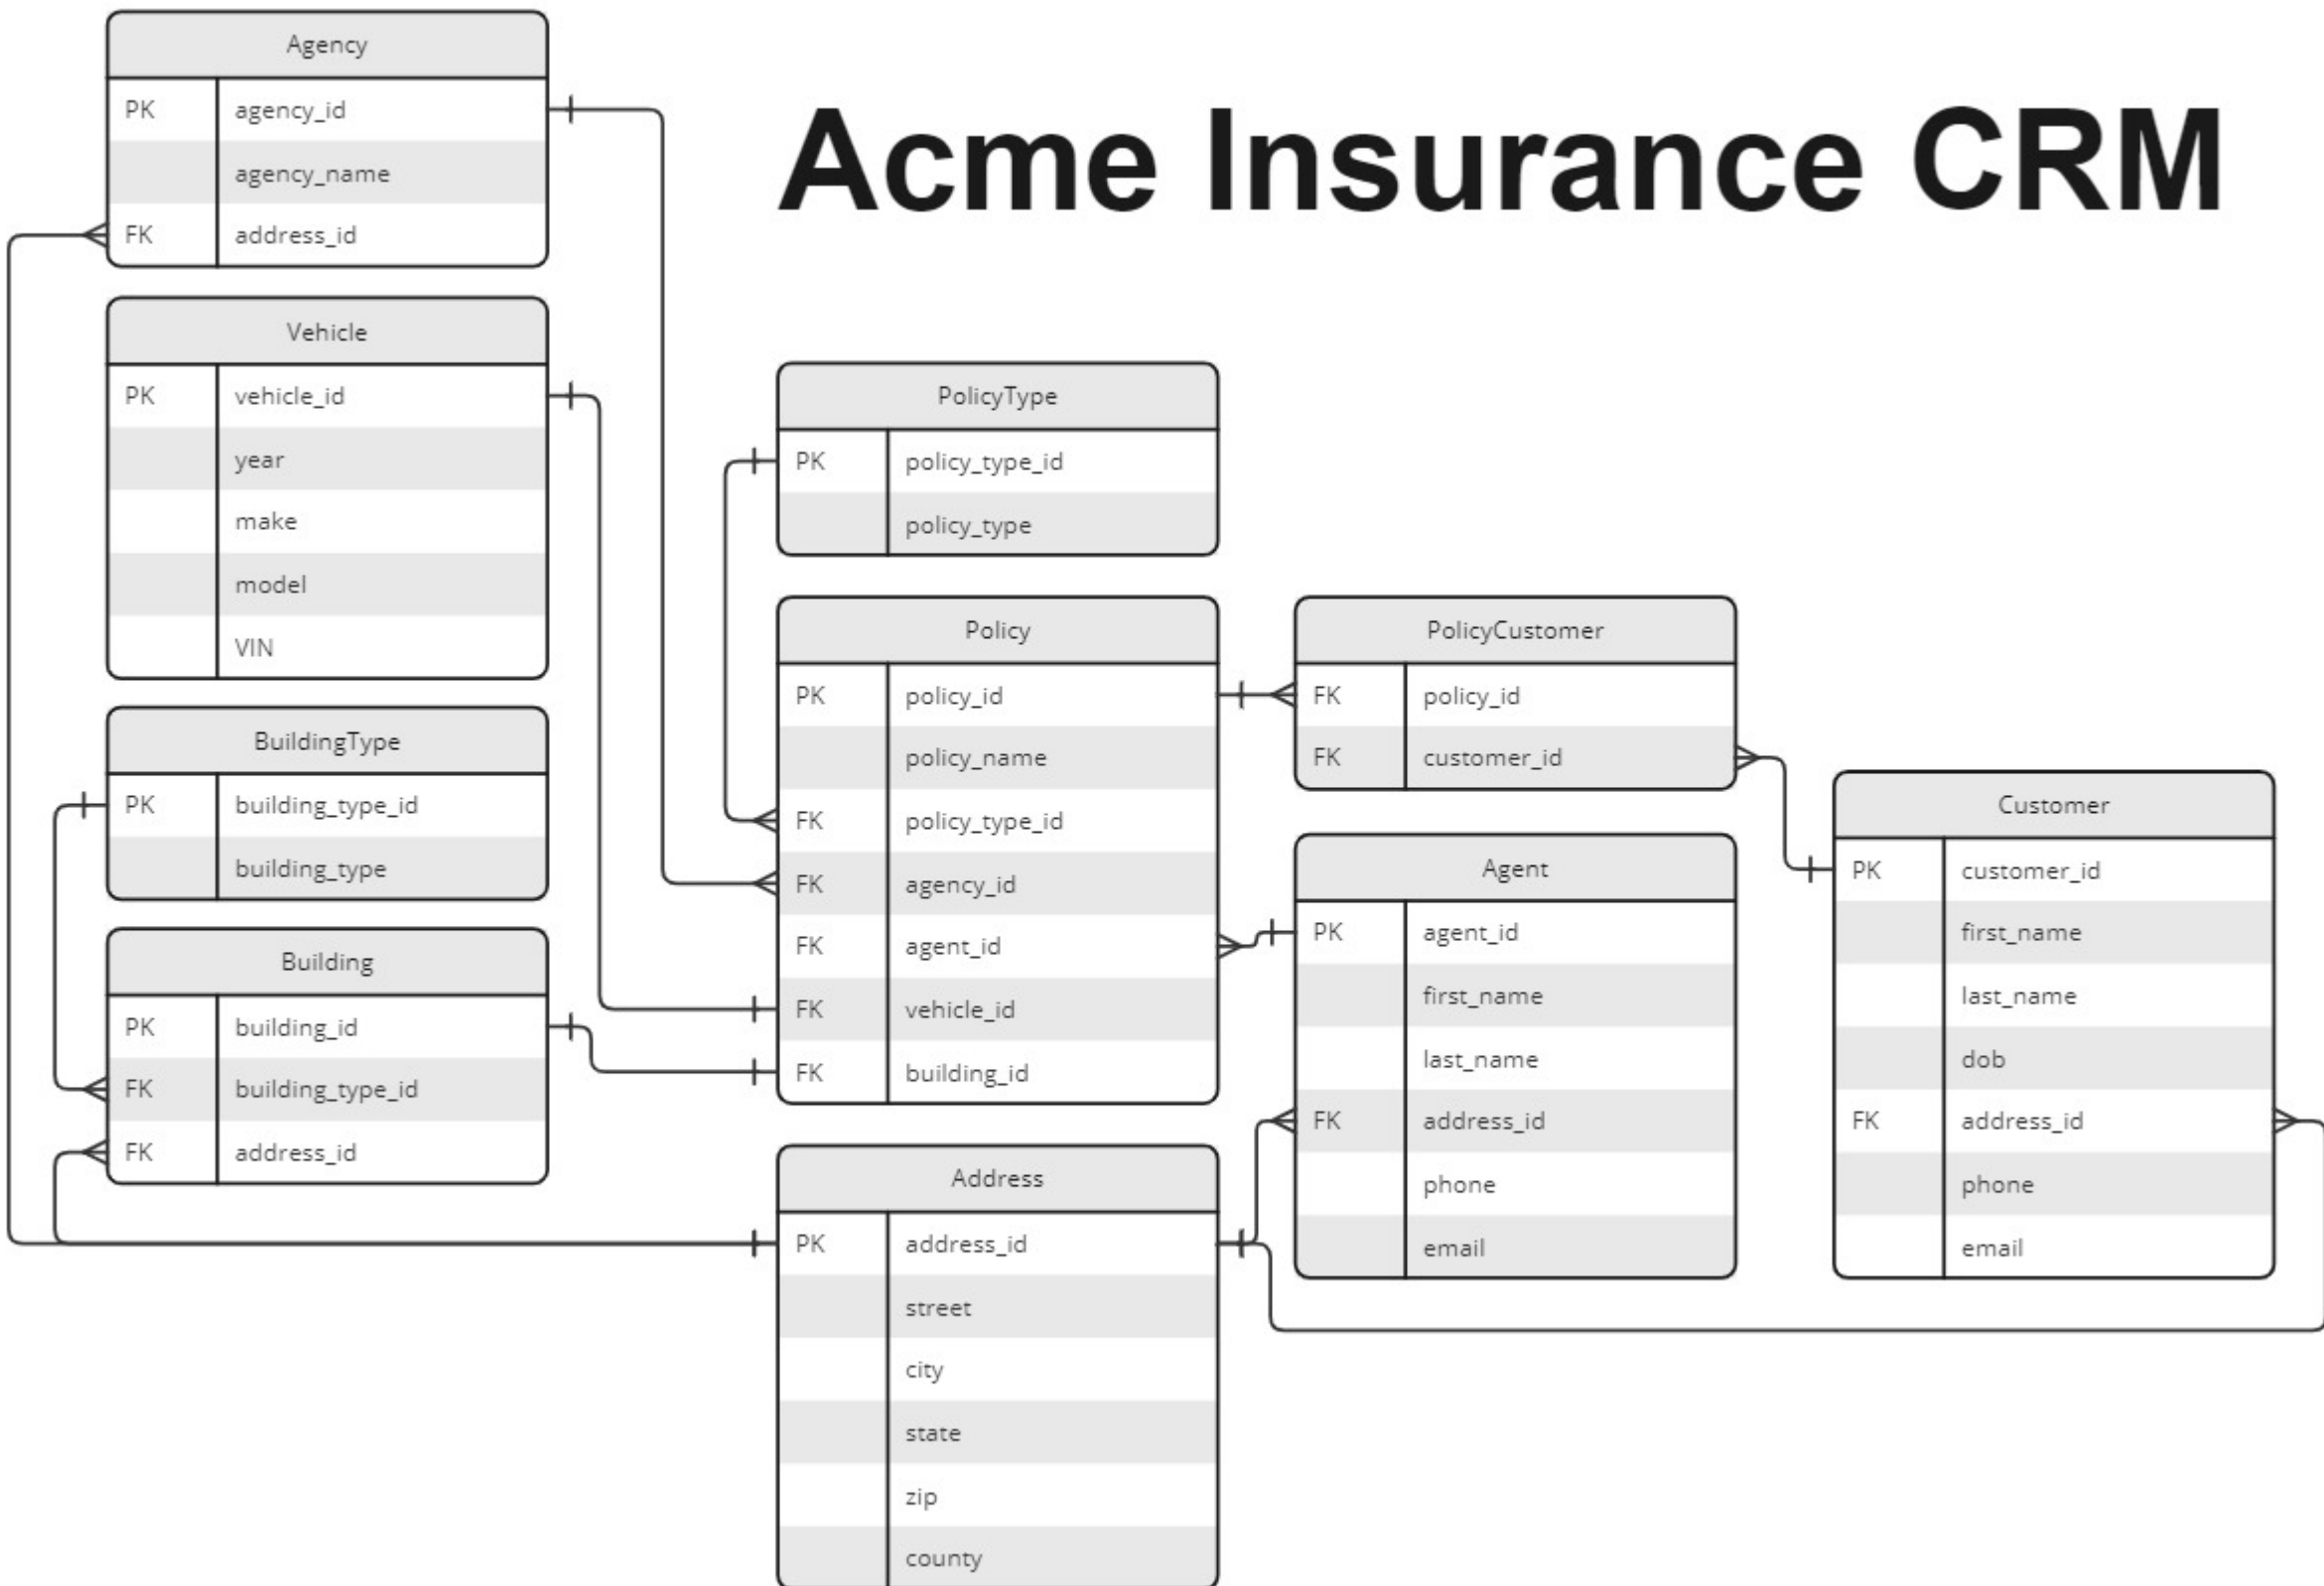 Acme Insurance CRM
Agency
PK agency_id
agency_name
FK address_id
Vehicle
PK vehicle_id
year
make
model
VIN
BuildingType
PK building_type_id
building_type
Building
PK building_id
FK building_type_id
FK address_id
PolicyType
PK policy_type_id
policy_type
Policy
PK policy_id
policy_name
FK policy_type_id
FK agency_id
FK agent_id
FK vehicle_id
FK building_id
Address
PK address_id
street
city
state
zip
county
PolicyCustomer
FK policy_id
FK customer_id
Agent
PK agent_id
first_name
last_name
FK address_id
phone
email
Customer
PK customer_id
first_name
last_name
dob
FK address_id
phone
email